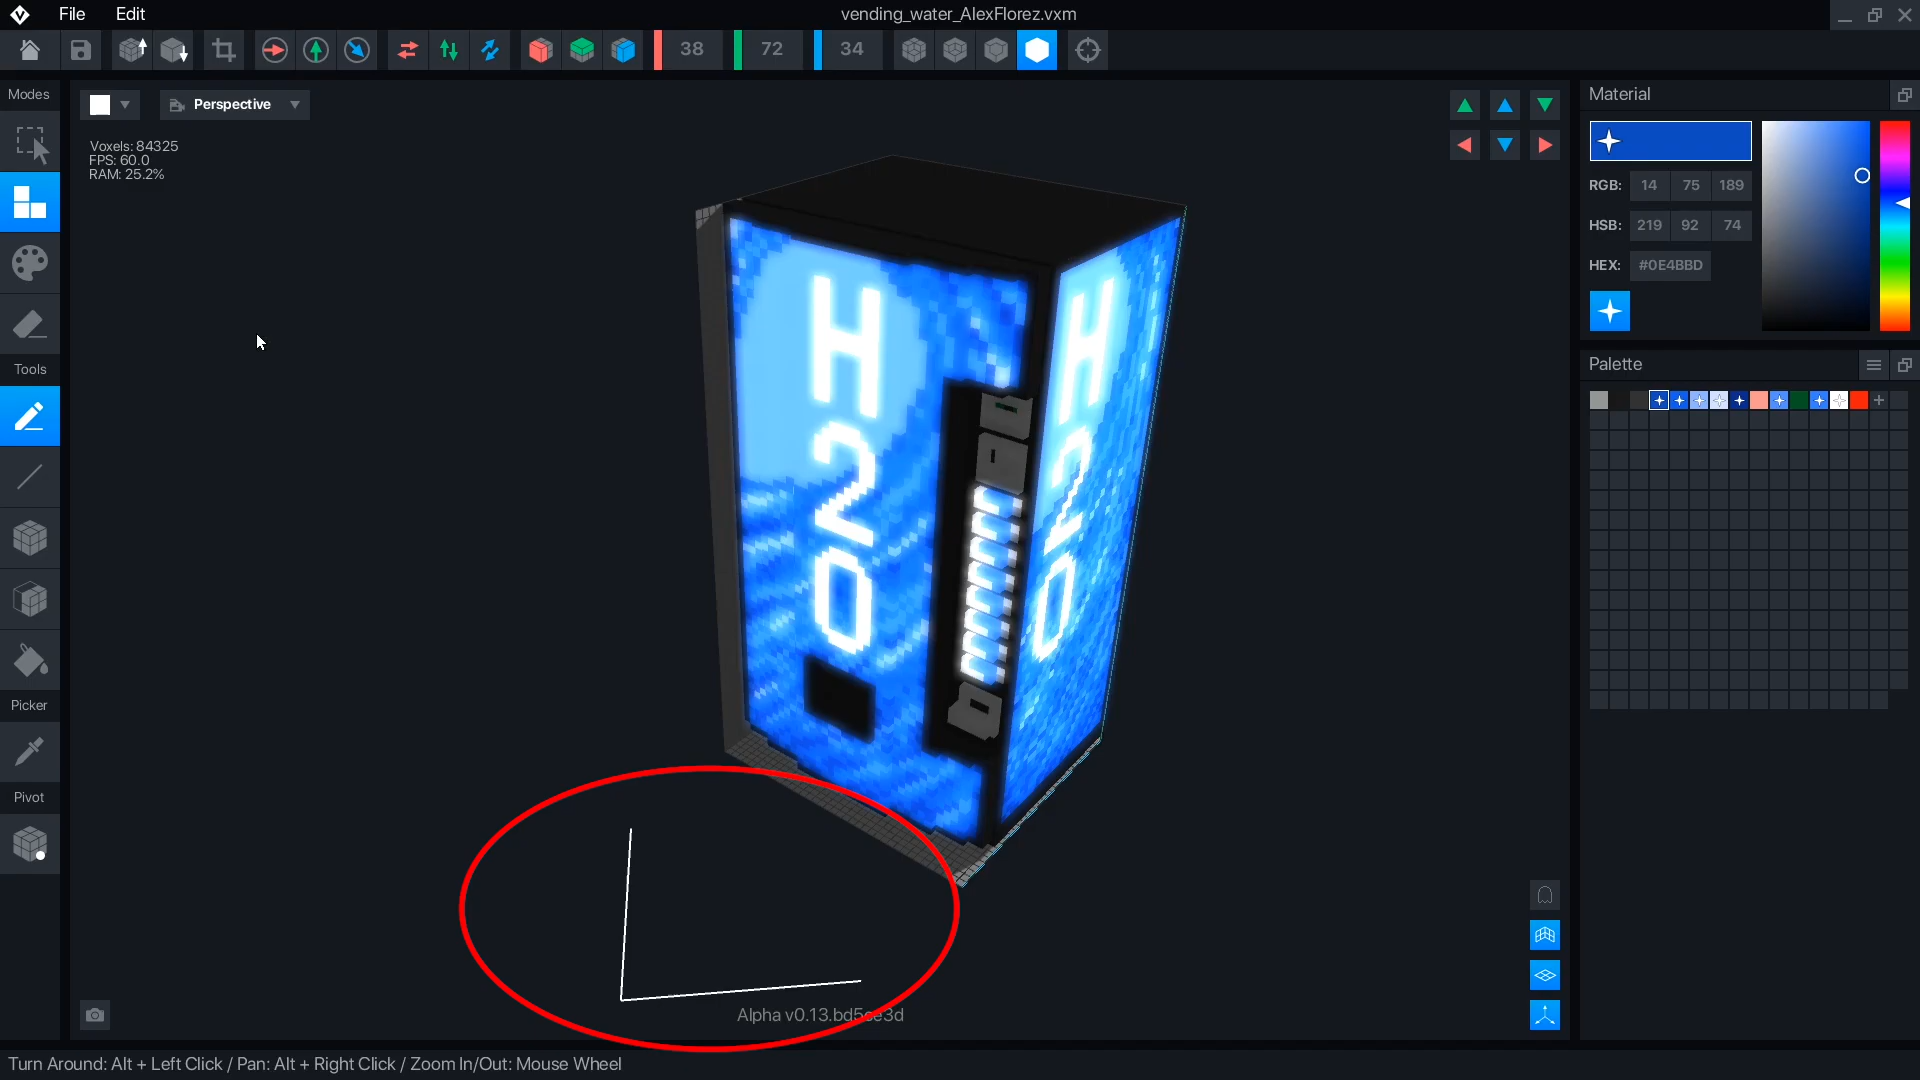 File Edit vending_water_AlexFlorez.vxm
38 72 34
Modes
Perspective
Voxels: 84325
FPS: 60.0
RAM: 25.2%
Material
RGB: 14 75 189
HSB: 219 92 74
HEX: #0E4BBD
Palette
Tools
Picker
Pivot
H2O
H2O
Alpha v0.13.bd5ce3d
Turn Around: Alt + Left Click / Pan: Alt + Right Click / Zoom In/Out: Mouse Wheel